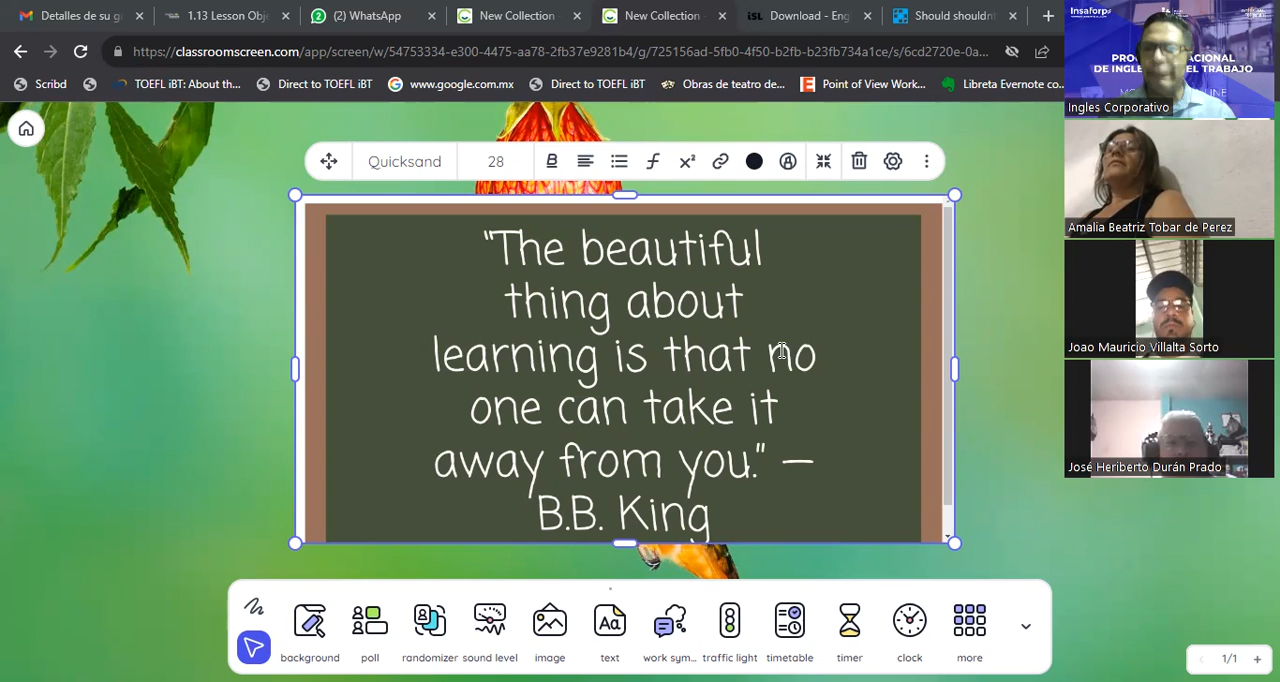 Detalles de su g
1.13 Lesson Obje
(2) WhatsApp
New Collection
New Collection
Download - Eng
Should shouldn't
https://classroomscreen.com/app/screen/w/54753334-e300-4475-aa78-2fb37e9281b4/g/725156ad-5fb0-4f50-b2fb-b23fb734a1ce/s/6cd2720e-0a...
Scribd
TOEFL iBT: About th...
Direct to TOEFL iBT
www.google.com.mx
Direct to TOEFL iBT
Obras de teatro de...
Point of View Work...
Libreta Evernote co...
Quicksand
28
"The beautiful
thing about
learning is that no
one can take it
away from you." –
B.B. King
background
poll
randomizer
sound level
image
text
work sym...
traffic light
timetable
timer
clock
more
1/1
Insaforp
Ingles Corporativo
Amalia Beatriz Tobar de Perez
Joao Mauricio Villalta Sorto
José Heriberto Durán Prado